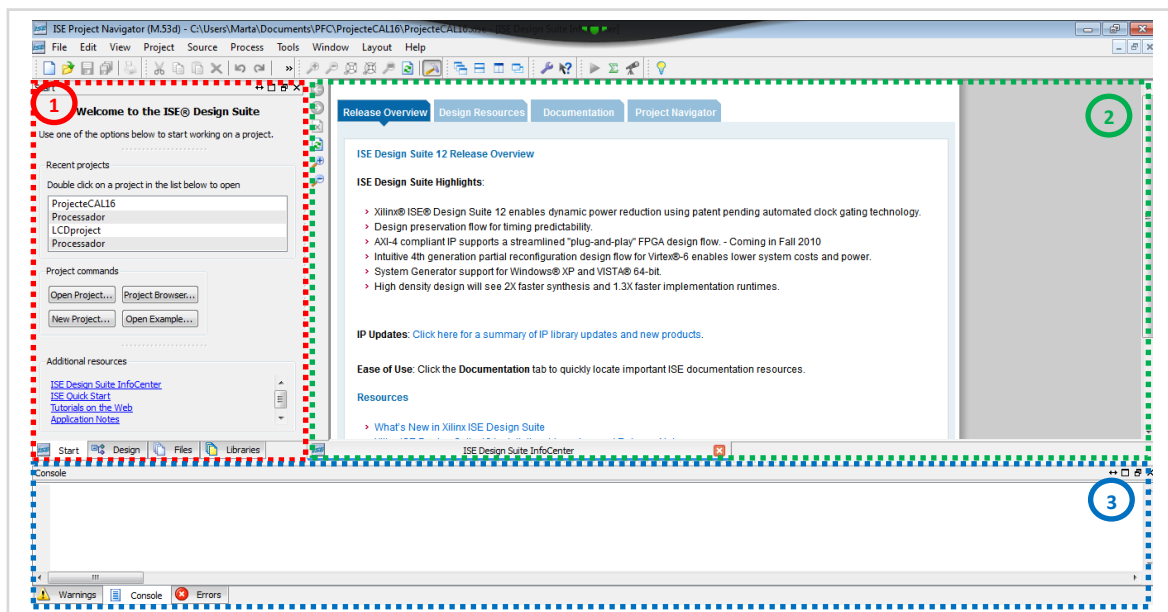 ISE Project Navigator (M.53d) - C:\Users\Marta\Documents\PFC\ProjecteCAL16\ProjecteCAL16.xise - [ISE Design Suite InfoCenter]
File Edit View Project Source Process Tools Window Layout Help
Start
1
Welcome to the ISE® Design Suite
Use one of the options below to start working on a project.
Recent projects
Double click on a project in the list below to open
ProjecteCAL16
Processador
LCDproject
Processador
Project commands
Open Project... Project Browser...
New Project... Open Example...
Additional resources
ISE Design Suite InfoCenter
ISE Quick Start
Tutorials on the Web
Application Notes
Start Design Files Libraries
2
Release Overview Design Resources Documentation Project Navigator
ISE Design Suite 12 Release Overview
ISE Design Suite Highlights:
› Xilinx® ISE® Design Suite 12 enables dynamic power reduction using patent pending automated clock gating technology.
› Design preservation flow for timing predictability.
› AXI-4 compliant IP supports a streamlined "plug-and-play" FPGA design flow. - Coming in Fall 2010
› Intuitive 4th generation partial reconfiguration design flow for Virtex®-6 enables lower system costs and power.
› System Generator support for Windows® XP and VISTA® 64-bit.
› High density design will see 2X faster synthesis and 1.3X faster implementation runtimes.
IP Updates: Click here for a summary of IP library updates and new products.
Ease of Use: Click the Documentation tab to quickly locate important ISE documentation resources.
Resources
› What's New in Xilinx ISE Design Suite
ISE Design Suite InfoCenter
Console
3
Warnings Console Errors